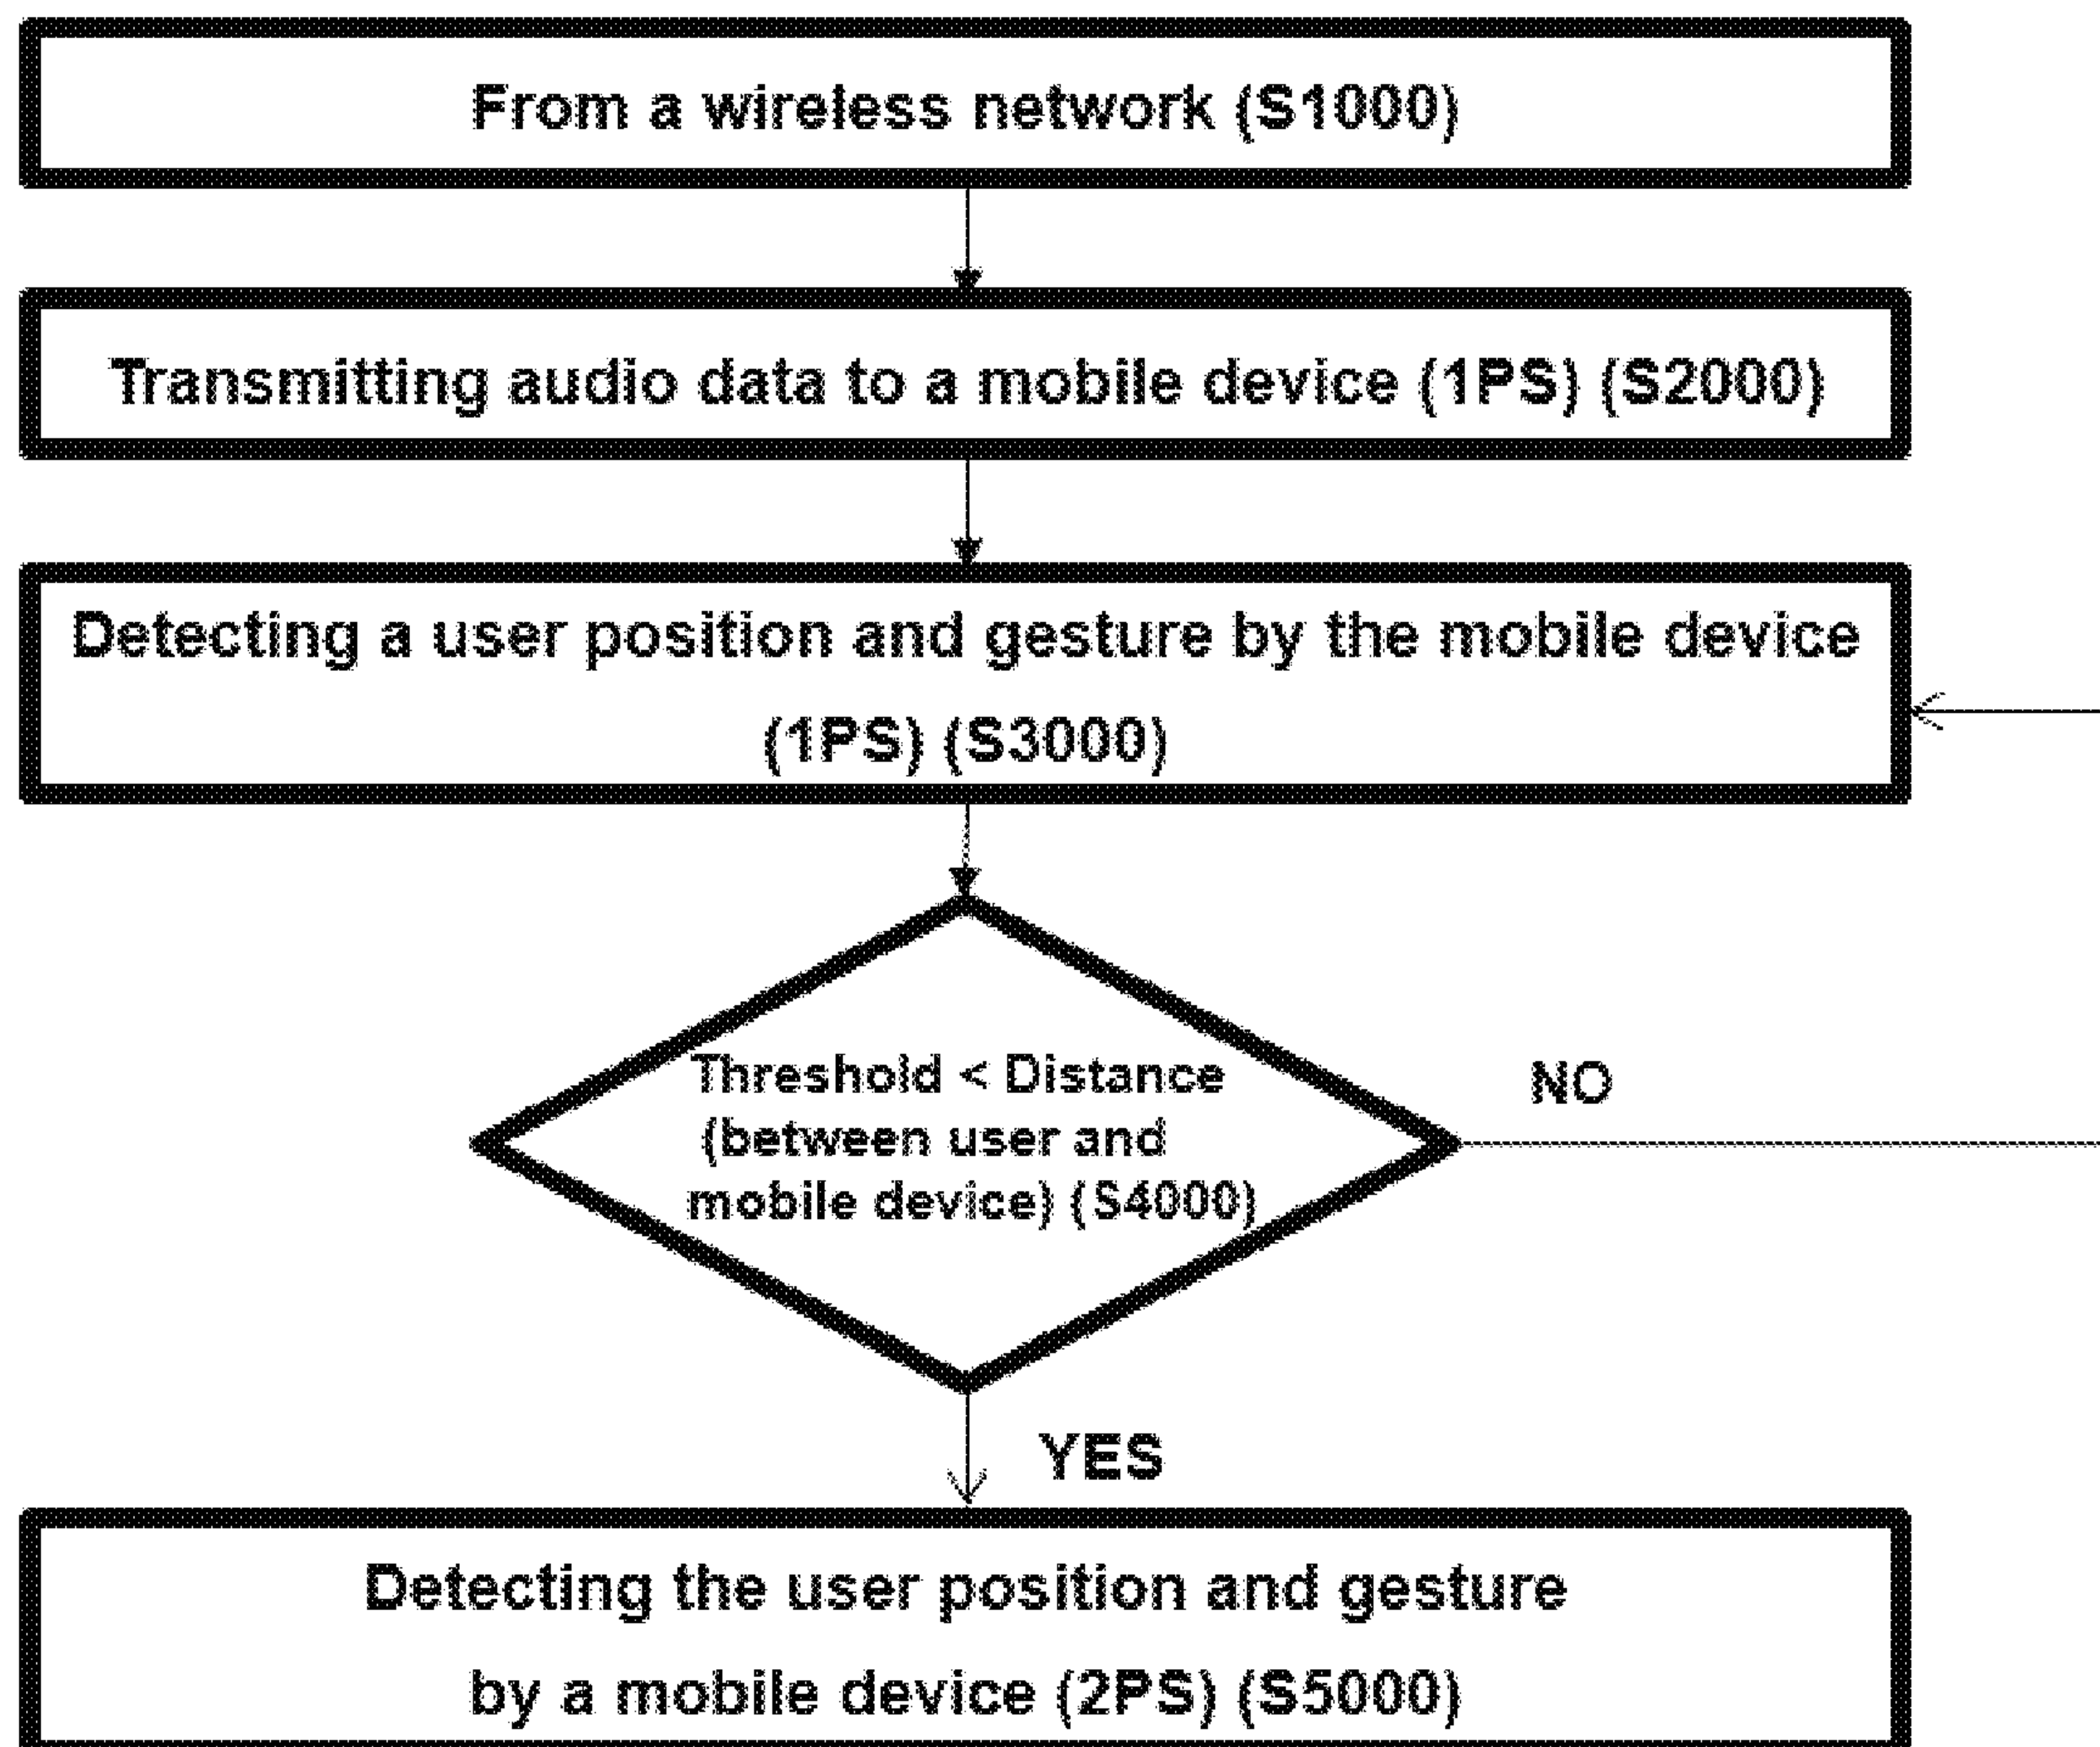 From a wireless network (S1000)
Transmitting audio data to a mobile device (1PS) (S2000)
Detecting a user position and gesture by the mobile device
(1PS) (S3000)
Threshold < Distance
(between user and
mobile device) (S4000)
NO
YES
Detecting the user position and gesture
by a mobile device (2PS) (S5000)